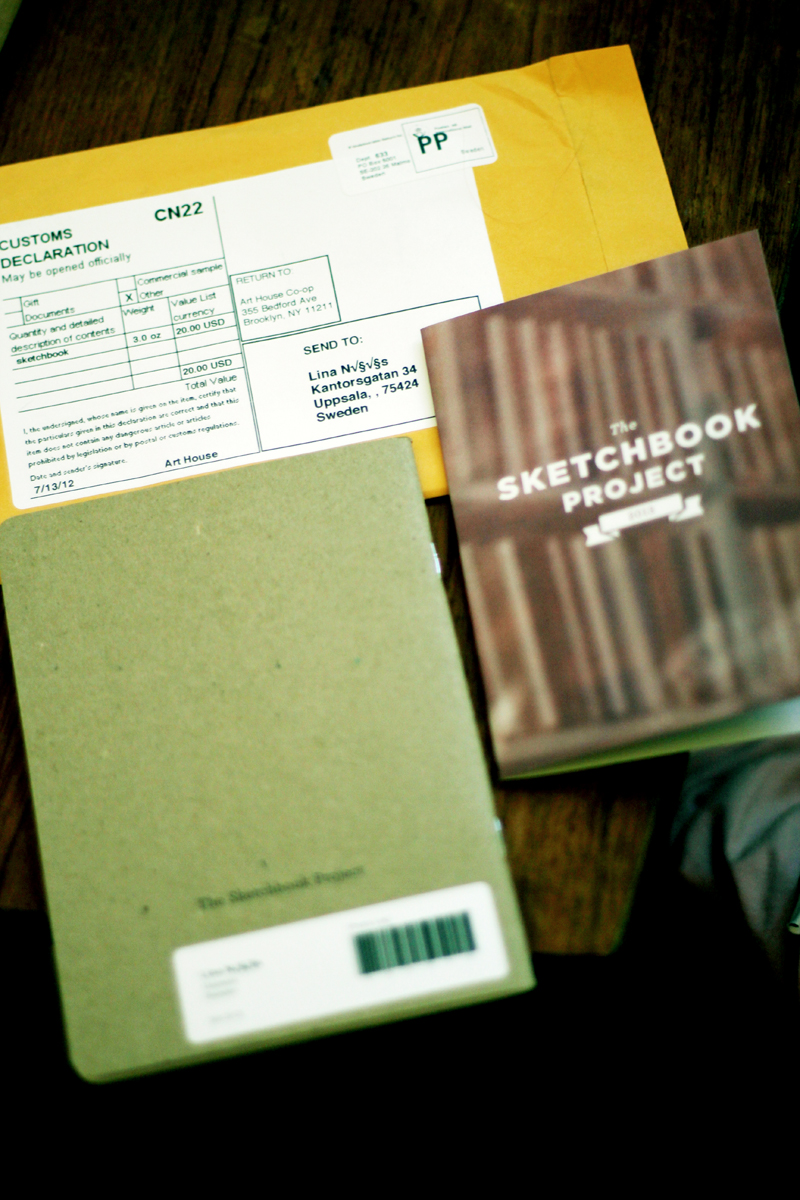 CUSTOMS
DECLARATION
CN22
May be opened officially
Gift
Commercial sample
Documents
X Other
Quantity and detailed
description of contents
Weight
Value List
currency
sketchbook
3.0 oz
20.00 USD
20.00 USD
Total Value
I, the undersigned, whose name is given on the item, certify that
the particulars given in this declaration are correct and that this
item does not contain any dangerous article or articles
prohibited by legislation or by postal or customs regulations.
Date and sender's signature.
Art House
7/13/12
RETURN TO:
Art House Co-op
355 Bedford Ave
Brooklyn, NY 11211
SEND TO:
Lina N√§√§s
Kantorsgatan 34
Uppsala, , 75424
Sweden
PP
Sweden
Sweden
The
SKETCHBOOK
PROJECT
The Sketchbook Project